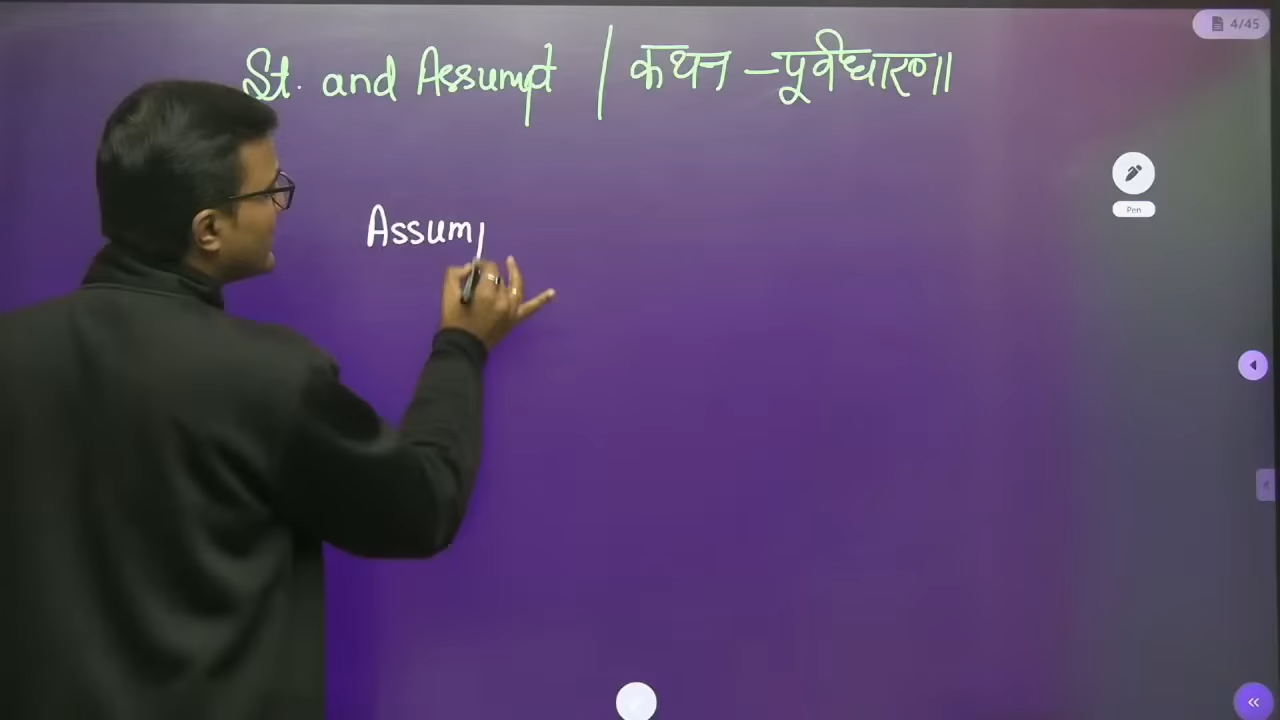 4/45
St. and Assumpt / कथन - पूर्वधारणा
Assum
Pen